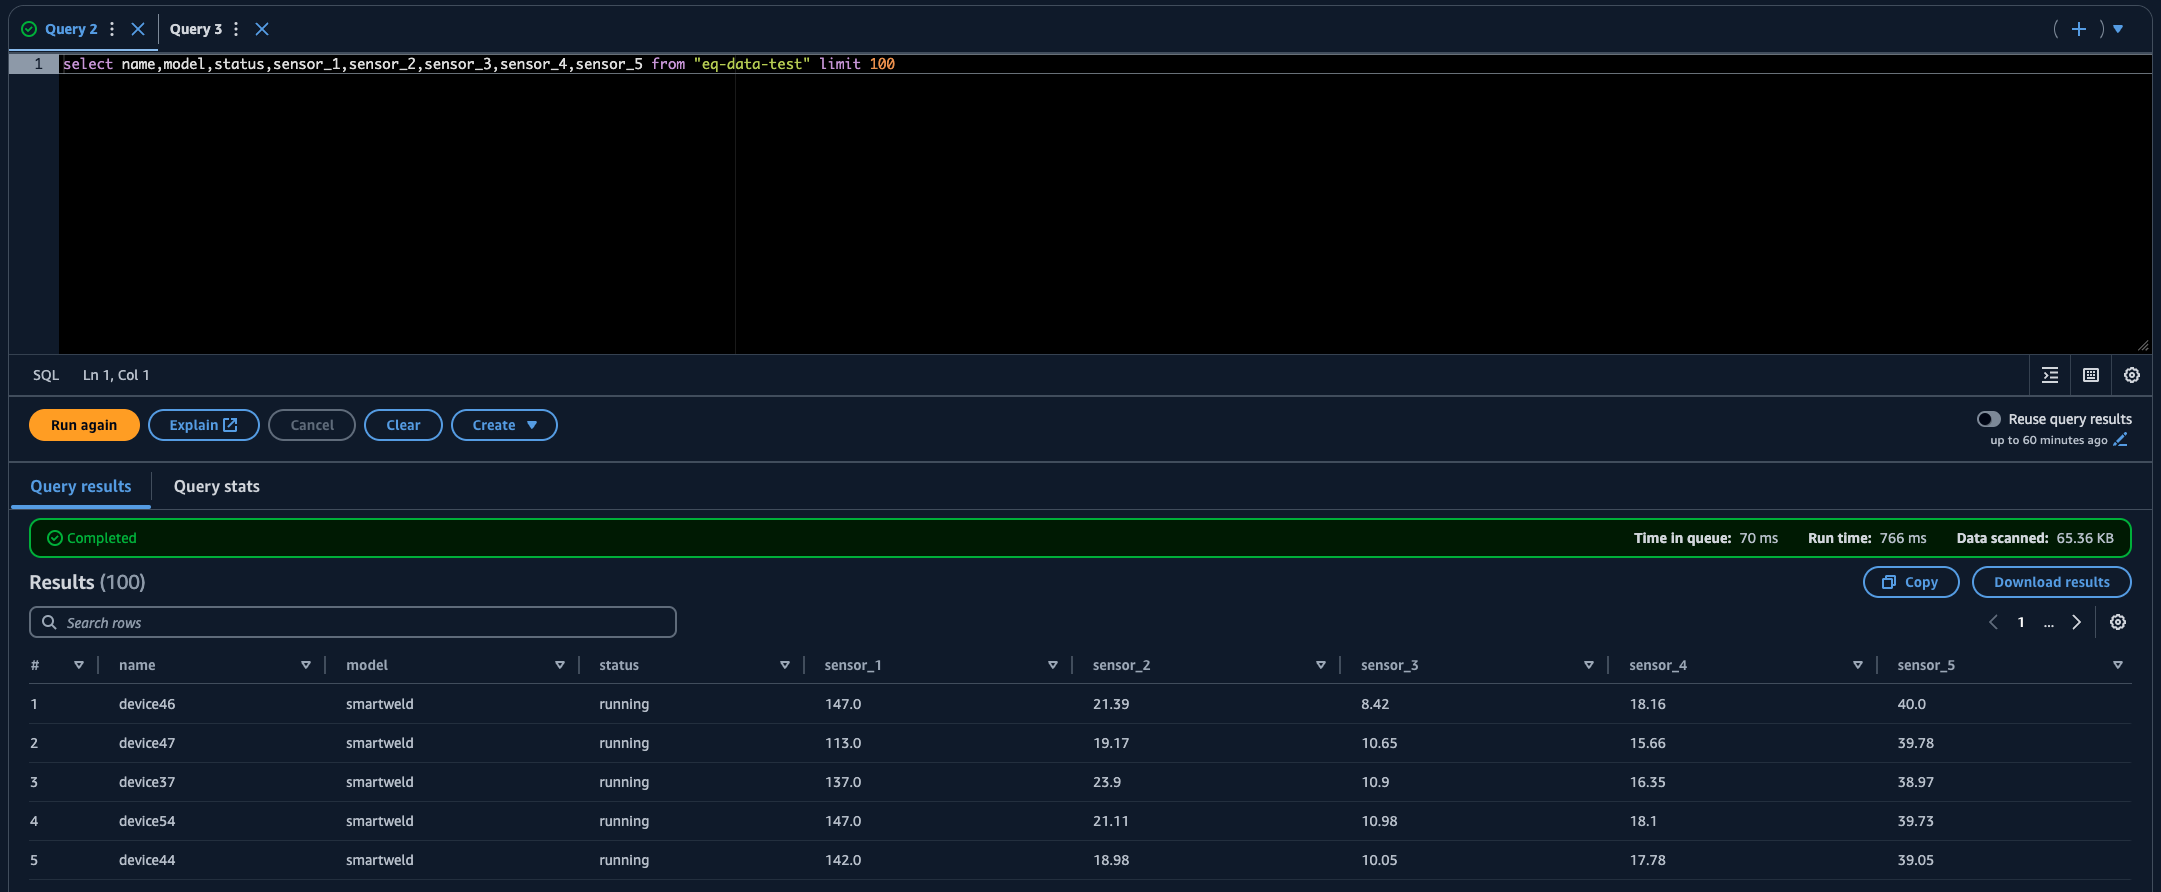 Query 2 Query 3
1 select name,model,status,sensor_1,sensor_2,sensor_3,sensor_4,sensor_5 from "eq-data-test" limit 100
SQL Ln 1, Col 1
Run again Explain Cancel Clear Create
Reuse query results
up to 60 minutes ago
Query results Query stats
Completed Time in queue: 70 ms Run time: 766 ms Data scanned: 65.36 KB
Results (100) Copy Download results
Search rows 1 ...
# name model status sensor_1 sensor_2 sensor_3 sensor_4 sensor_5
1 device46 smartweld running 147.0 21.39 8.42 18.16 40.0
2 device47 smartweld running 113.0 19.17 10.65 15.66 39.78
3 device37 smartweld running 137.0 23.9 10.9 16.35 38.97
4 device54 smartweld running 147.0 21.11 10.98 18.1 39.73
5 device44 smartweld running 142.0 18.98 10.05 17.78 39.05